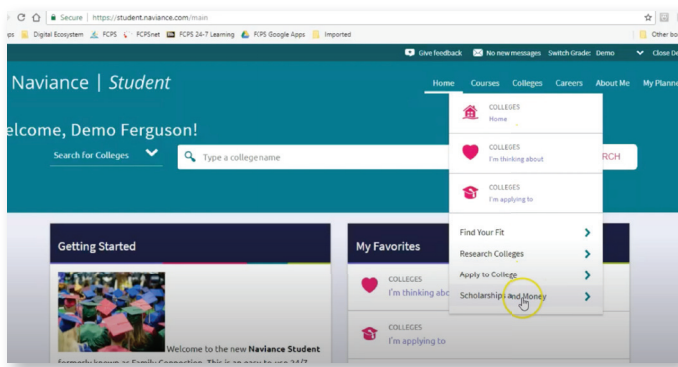 Secure | https://student.naviance.com/main
Digital Ecosystem FCPS FCPSnet FCPS 24-7 Learning FCPS Google Apps Imported Other bo
Give feedback No new messages Switch Grade: Demo Close De
Naviance | Student
Home Courses Colleges Careers About Me My Planne
elcome, Demo Ferguson!
Search for Colleges Type a college name RCH
COLLEGES
Home
COLLEGES
I'm thinking about
COLLEGES
I'm applying to
Find Your Fit
Research Colleges
Apply to College
Scholarships and Money
Getting Started
Welcome to the new Naviance Student
formerly known as Family Connection. This is an easy to use 24/7
My Favorites
COLLEGES
I'm thinking abo
COLLEGES
I'm applying to